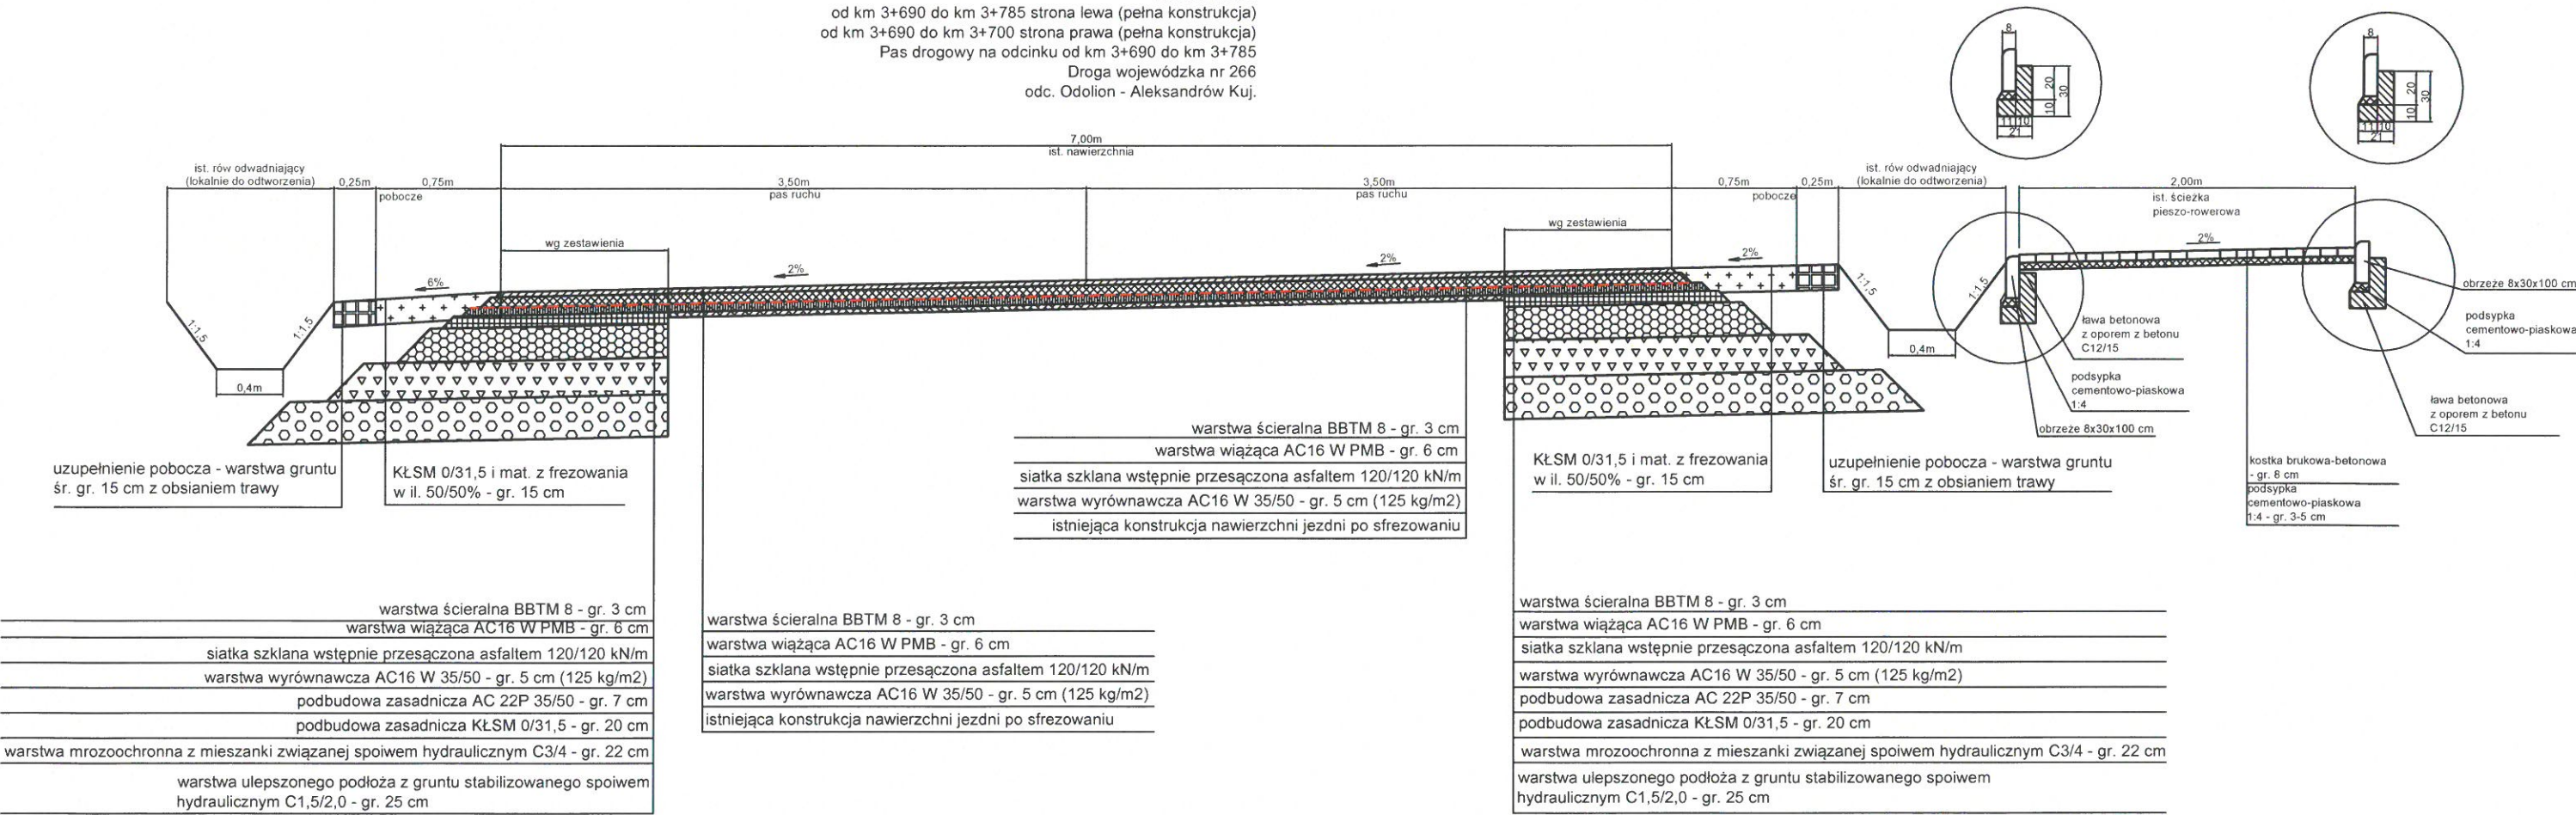 od km 3+690 do km 3+785 strona lewa (pełna konstrukcja)
od km 3+690 do km 3+700 strona prawa (pełna konstrukcja)
Pas drogowy na odcinku od km 3+690 do km 3+785
Droga wojewódzka nr 266
odc. Odolion - Aleksandrów Kuj.
8
20
10
30
11 10
21
8
20
10
30
11 10
21
7,00m
ist. nawierzchnia
ist. rów odwadniający
(lokalnie do odtworzenia)
0,25m
0,75m
pobocze
3,50m
pas ruchu
3,50m
pas ruchu
0,75m
pobocze
0,25m
ist. rów odwadniający
(lokalnie do odtworzenia)
2,00m
ist. ścieżka
pieszo-rowerowa
wg zestawienia
wg zestawienia
6%
2%
2%
2%
2%
1:1,5
1:1,5
0,4m
1:1,5
1:1,5
0,4m
obrzeże 8x30x100 cm
podsypka
cementowo-piaskowa
1:4
ława betonowa
z oporem z betonu
C12/15
ława betonowa
z oporem z betonu
C12/15
podsypka
cementowo-piaskowa
1:4
obrzeże 8x30x100 cm
kostka brukowa-betonowa
- gr. 8 cm
podsypka
cementowo-piaskowa
1:4 - gr. 3-5 cm
uzupełnienie pobocza - warstwa gruntu
śr. gr. 15 cm z obsianiem trawy
KŁSM 0/31,5 i mat. z frezowania
w il. 50/50% - gr. 15 cm
warstwa ścieralna BBTM 8 - gr. 3 cm
warstwa wiążąca AC16 W PMB - gr. 6 cm
siatka szklana wstępnie przesączona asfaltem 120/120 kN/m
warstwa wyrównawcza AC16 W 35/50 - gr. 5 cm (125 kg/m2)
istniejąca konstrukcja nawierzchni jezdni po sfrezowaniu
KŁSM 0/31,5 i mat. z frezowania
w il. 50/50% - gr. 15 cm
uzupełnienie pobocza - warstwa gruntu
śr. gr. 15 cm z obsianiem trawy
warstwa ścieralna BBTM 8 - gr. 3 cm
warstwa wiążąca AC16 W PMB - gr. 6 cm
siatka szklana wstępnie przesączona asfaltem 120/120 kN/m
warstwa wyrównawcza AC16 W 35/50 - gr. 5 cm (125 kg/m2)
podbudowa zasadnicza AC 22P 35/50 - gr. 7 cm
podbudowa zasadnicza KŁSM 0/31,5 - gr. 20 cm
warstwa mrozoochronna z mieszanki związanej spoiwem hydraulicznym C3/4 - gr. 22 cm
warstwa ulepszonego podłoża z gruntu stabilizowanego spoiwem
hydraulicznym C1,5/2,0 - gr. 25 cm
warstwa ścieralna BBTM 8 - gr. 3 cm
warstwa wiążąca AC16 W PMB - gr. 6 cm
siatka szklana wstępnie przesączona asfaltem 120/120 kN/m
warstwa wyrównawcza AC16 W 35/50 - gr. 5 cm (125 kg/m2)
istniejąca konstrukcja nawierzchni jezdni po sfrezowaniu
warstwa ścieralna BBTM 8 - gr. 3 cm
warstwa wiążąca AC16 W PMB - gr. 6 cm
siatka szklana wstępnie przesączona asfaltem 120/120 kN/m
warstwa wyrównawcza AC16 W 35/50 - gr. 5 cm (125 kg/m2)
podbudowa zasadnicza AC 22P 35/50 - gr. 7 cm
podbudowa zasadnicza KŁSM 0/31,5 - gr. 20 cm
warstwa mrozoochronna z mieszanki związanej spoiwem hydraulicznym C3/4 - gr. 22 cm
warstwa ulepszonego podłoża z gruntu stabilizowanego spoiwem
hydraulicznym C1,5/2,0 - gr. 25 cm